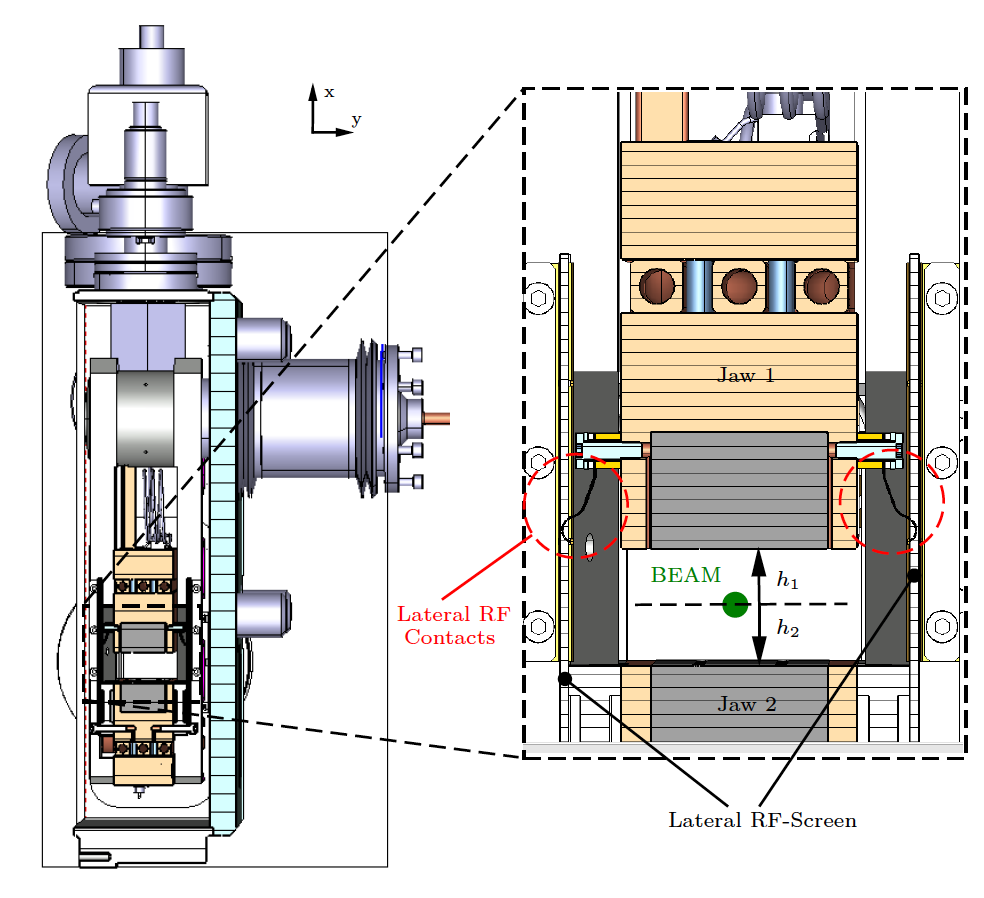 x
y
Jaw 1
BEAM
h1
h2
Lateral RF
Contacts
Jaw 2
Lateral RF-Screen